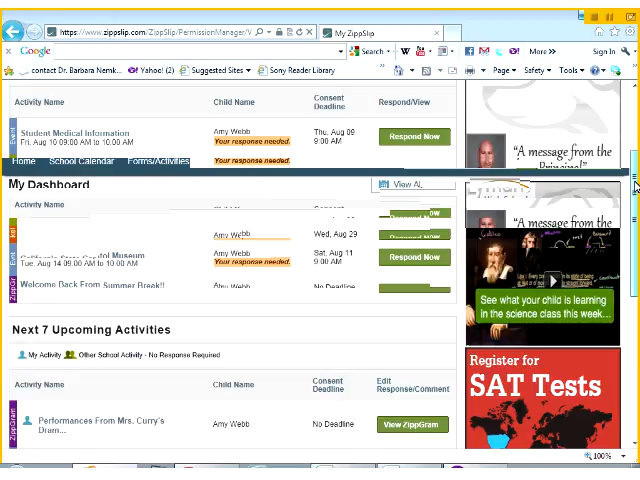 https://www.zippslip.com/ZippSlip/PermissionManager/V
My ZippSlip
Google
Search
More »
Sign In
contact Dr. Barbara Nemk...
Yahoo! (2)
Suggested Sites
Sony Reader Library
Page
Safety
Tools
Activity Name
Child Name
Consent Deadline
Respond/View
Event
Student Medical Information
Fri, Aug 10 09:00 AM to 10:00 AM
Amy Webb
Your response needed.
Thu, Aug 09
9:00 AM
Respond Now
Home
School Calendar
Forms/Activities
Your response needed.
My Dashboard
View AL
Activity Name
Amy Webb
Wed, Aug 29
Museum
Tue, Aug 14 09:00 AM to 10:00 AM
Amy Webb
Your response needed.
Sat, Aug 11
9:00 AM
Respond Now
Welcome Back From Summer Break!!
Amy Webb
No Deadline
ZippGr
Next 7 Upcoming Activities
My Activity
Other School Activity - No Response Required
Activity Name
Child Name
Consent Deadline
Edit Response/Comment
ZippGram
Performances From Mrs. Curry's
Dram...
Amy Webb
No Deadline
View ZippGram
"A message from the
Principal"
"A message from the
Galileo
See what your child is learning
in the science class this week...
Register for
SAT Tests
100%